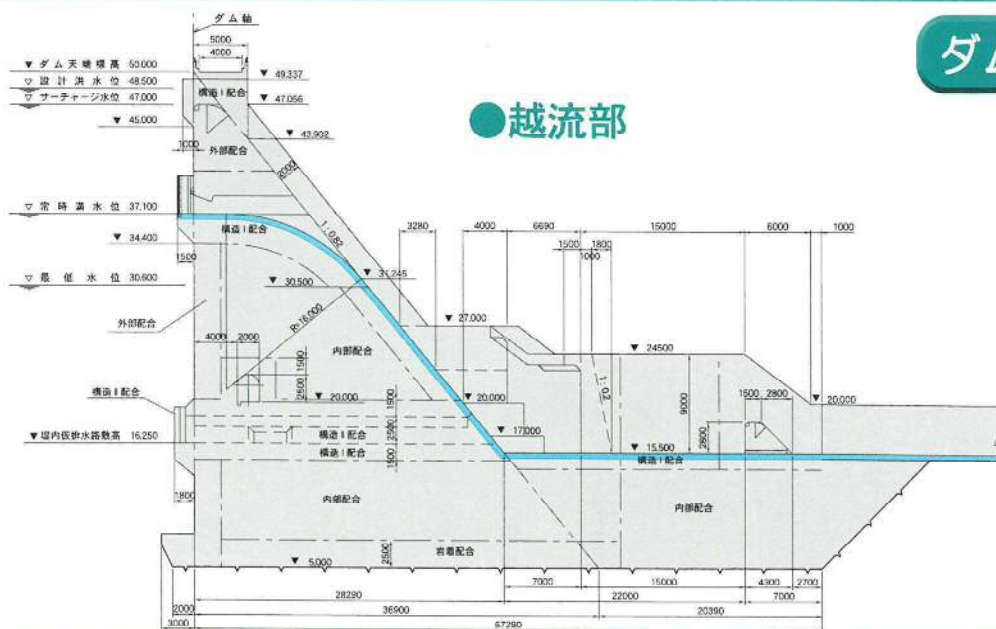 ダム軸
ダム
5000
4000
▼ ダム天端標高 50.000
▽ 設計洪水位 48.500
▽ サーチャージ水位 47.000
▼ 45.000
▼ 49.337
構造Ⅰ配合
▼ 47.056
▼ 43.902
●越流部
1000
外部配合
2000
▽ 常時満水位 37.100
構造Ⅰ配合
1:0.82
▼ 34.400
1500
▽ 最低水位 30.600
▼ 31.245
▼ 30.500
R=16.000
3280
4000
6690
15000
6000
1000
1500
1800
1000
外部配合
▼ 27.000
4000
2000
内部配合
1500
2500
▼ 24500
1:0.2
9000
構造Ⅱ配合
▼ 20.000
1500
▼ 20.000
1500
2800
▼ 20.000
▼ 堤内仮排水路敷高 16.250
構造Ⅰ配合
2500
▼ 17.000
2800
構造Ⅰ配合
1500
▼ 15.500
構造Ⅰ配合
1800
内部配合
内部配合
岩着配合
2500
▼ 5.000
7000
15000
4300
2700
28290
22000
7000
2000
36900
20390
3000
67290